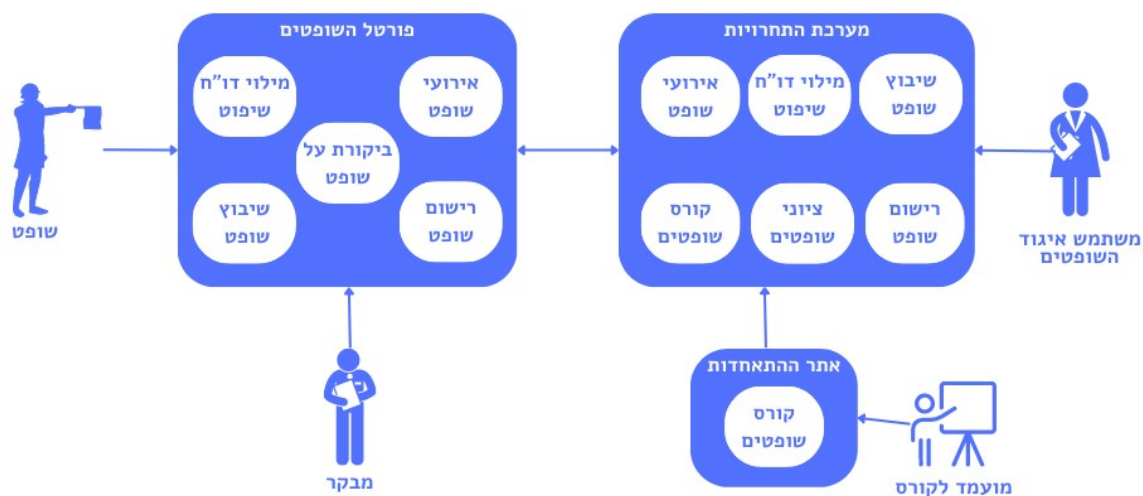 מערכת התחרויות
שיבוץ
שופט
מילוי דו"ח
שיפוט
אירועי
שופט
רישום
שופט
ציוני
שופטים
קורס
שופטים
פורטל השופטים
אירועי
שופט
מילוי דו"ח
שיפוט
ביקורת על
שופט
רישום
שופט
שיבוץ
שופט
משתמש איגוד
השופטים
שופט
אתר ההתאחדות
קורס
שופטים
מועמד לקורס
מבקר